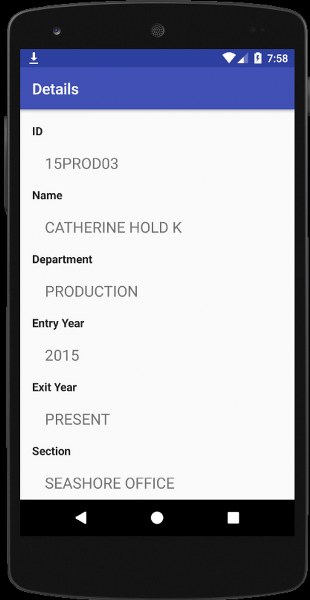 7:58
Details
ID
15PROD03
Name
CATHERINE HOLD K
Department
PRODUCTION
Entry Year
2015
Exit Year
PRESENT
Section
SEASHORE OFFICE